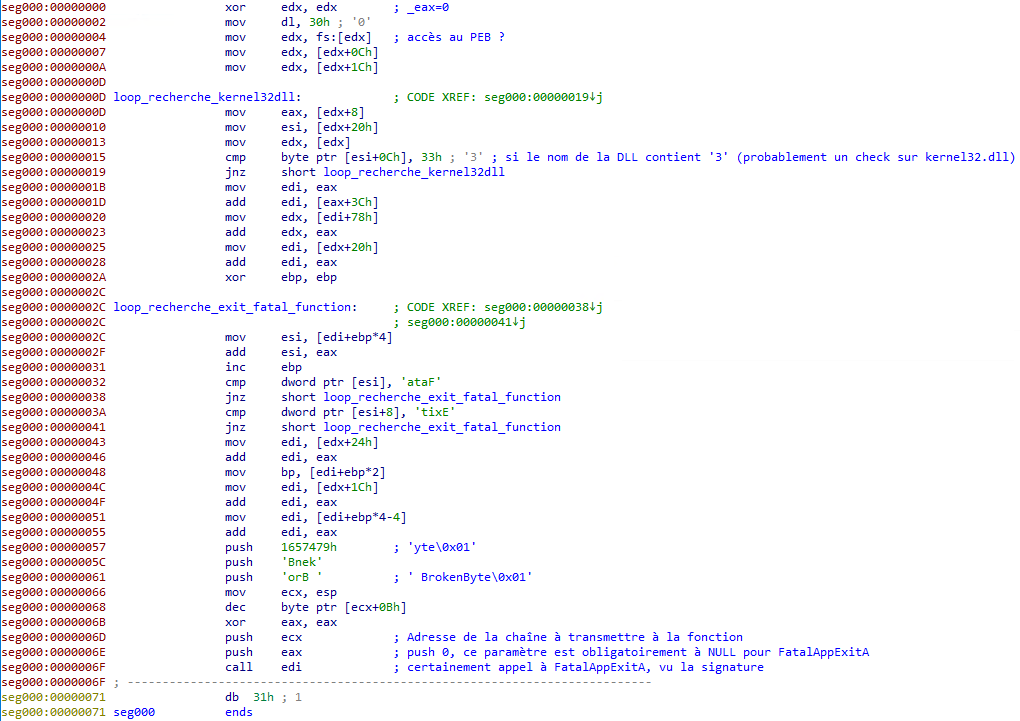 seg000:00000000 xor edx, edx ; _eax=0
seg000:00000002 mov dl, 30h ; '0'
seg000:00000004 mov edx, fs:[edx] ; accès au PEB ?
seg000:00000007 mov edx, [edx+0Ch]
seg000:0000000A mov edx, [edx+1Ch]
seg000:0000000D
seg000:0000000D loop_recherche_kernel32dll: ; CODE XREF: seg000:00000019↓j
seg000:0000000D mov eax, [edx+8]
seg000:00000010 mov esi, [edx+20h]
seg000:00000013 mov edx, [edx]
seg000:00000015 cmp byte ptr [esi+0Ch], 33h ; '3' ; si le nom de la DLL contient '3' (probablement un check sur kernel32.dll)
seg000:00000019 jnz short loop_recherche_kernel32dll
seg000:0000001B mov edi, eax
seg000:0000001D add edi, [eax+3Ch]
seg000:00000020 mov edx, [edi+78h]
seg000:00000023 add edx, eax
seg000:00000025 mov edi, [edx+20h]
seg000:00000028 add edi, eax
seg000:0000002A xor ebp, ebp
seg000:0000002C
seg000:0000002C loop_recherche_exit_fatal_function: ; CODE XREF: seg000:00000038↓j
seg000:0000002C ; seg000:00000041↓j
seg000:0000002C mov esi, [edi+ebp*4]
seg000:0000002F add esi, eax
seg000:00000031 inc ebp
seg000:00000032 cmp dword ptr [esi], 'ataF'
seg000:00000038 jnz short loop_recherche_exit_fatal_function
seg000:0000003A cmp dword ptr [esi+8], 'tixE'
seg000:00000041 jnz short loop_recherche_exit_fatal_function
seg000:00000043 mov edi, [edx+24h]
seg000:00000046 add edi, eax
seg000:00000048 mov bp, [edi+ebp*2]
seg000:0000004C mov edi, [edx+1Ch]
seg000:0000004F add edi, eax
seg000:00000051 mov edi, [edi+ebp*4-4]
seg000:00000055 add edi, eax
seg000:00000057 push 1657479h ; 'yte\0x01'
seg000:0000005C push 'Bnek'
seg000:00000061 push 'orB ' ; ' BrokenByte\0x01'
seg000:00000066 mov ecx, esp
seg000:00000068 dec byte ptr [ecx+0Bh]
seg000:0000006B xor eax, eax
seg000:0000006D push ecx ; Adresse de la chaîne à transmettre à la fonction
seg000:0000006E push eax ; push 0, ce paramètre est obligatoirement à NULL pour FatalAppExitA
seg000:0000006F call edi ; certainement appel à FatalAppExitA, vu la signature
seg000:0000006F ; ---------------------------------------------------------------------------
seg000:00000071 db 31h ; 1
seg000:00000071 seg000 ends